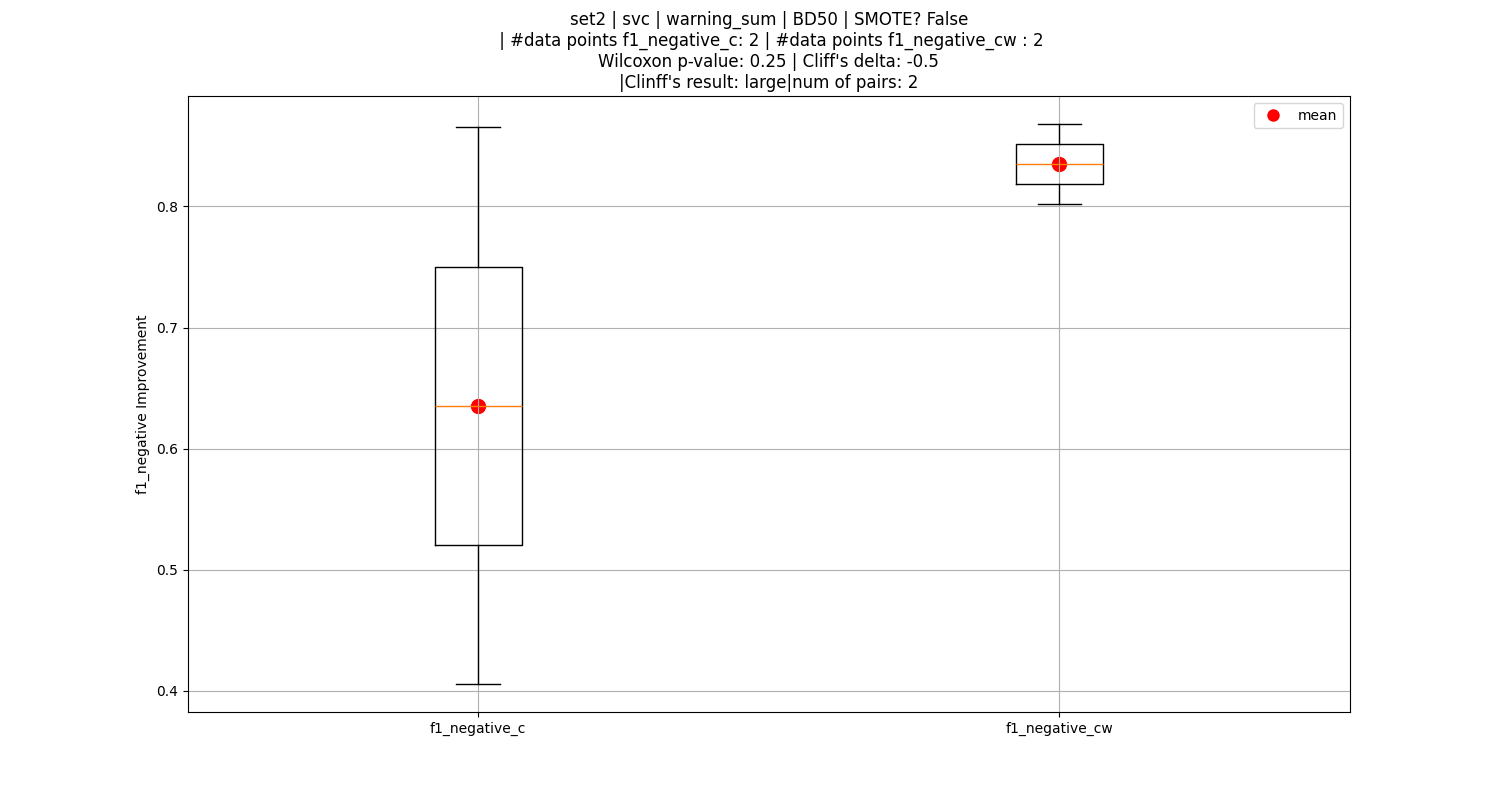 set2 | svc | warning_sum | BD50 | SMOTE? False
| #data points f1_negative_c: 2 | #data points f1_negative_cw : 2
Wilcoxon p-value: 0.25 | Cliff's delta: -0.5
|Clinff's result: large|num of pairs: 2
mean
0.8
0.7
0.6
0.5
0.4
f1_negative Improvement
f1_negative_c
f1_negative_cw